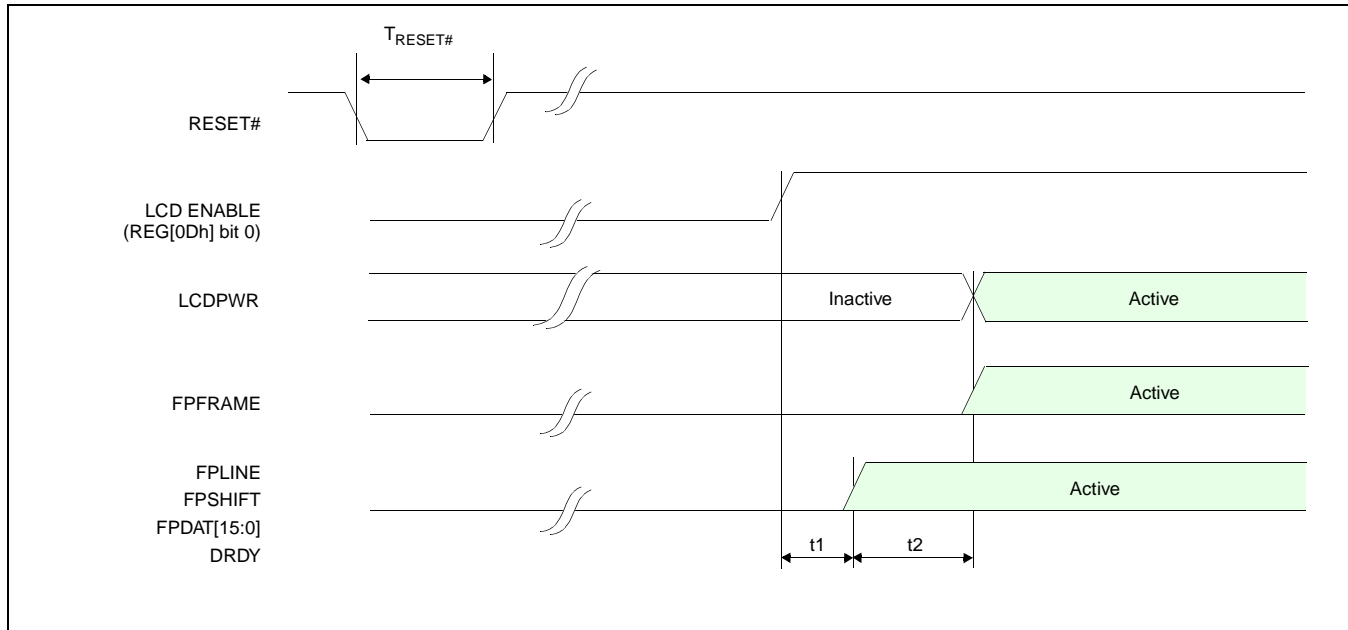 TRESET#
RESET#
LCD ENABLE
(REG[0Dh] bit 0)
LCDPWR
Inactive
Active
FPFRAME
Active
FPLINE
FPSHIFT
FPDAT[15:0]
DRDY
Active
t1
t2